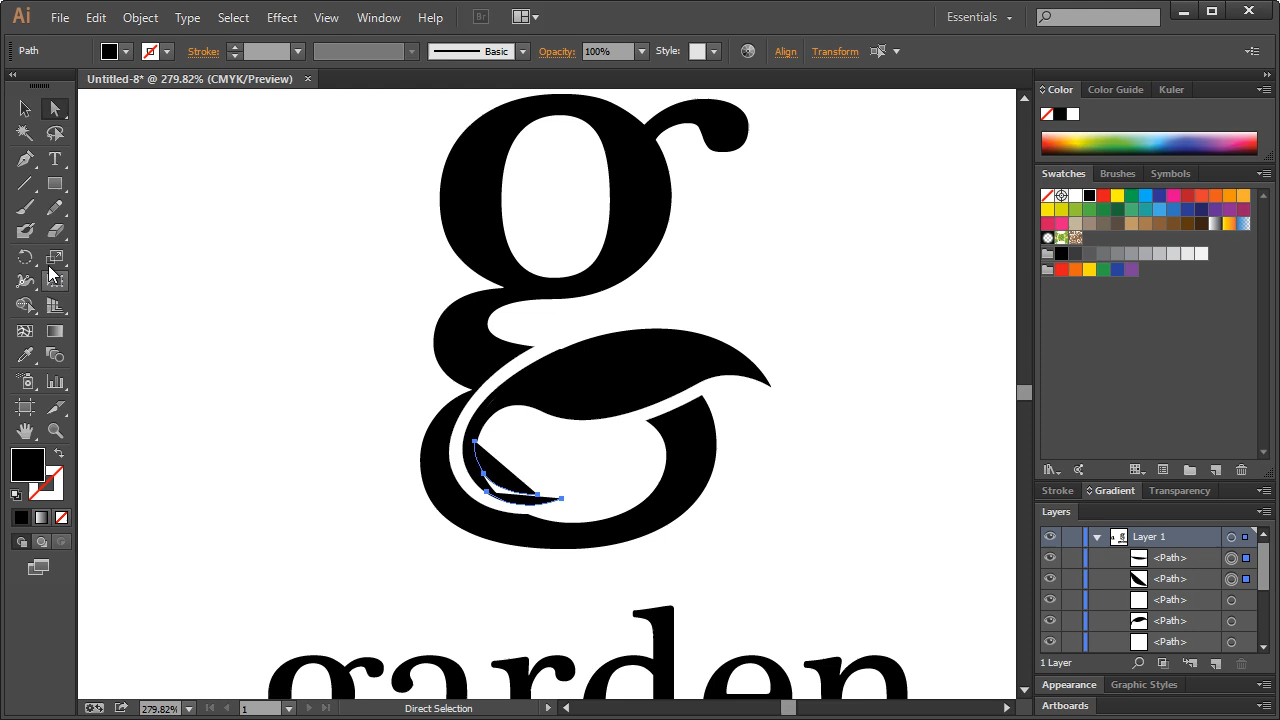 Ai File Edit Object Type Select Effect View Window Help Br Essentials
Path Stroke: Basic Opacity: 100% Style: Align Transform
Untitled-8* @ 279.82% (CMYK/Preview) ×
Color Color Guide Kuler
Swatches Brushes Symbols
g
Stroke Gradient Transparency
Layers
Layer 1
<Path>
<Path>
<Path>
<Path>
<Path>
garden
1 Layer
Appearance Graphic Styles
Artboards
279.82% 1 Direct Selection